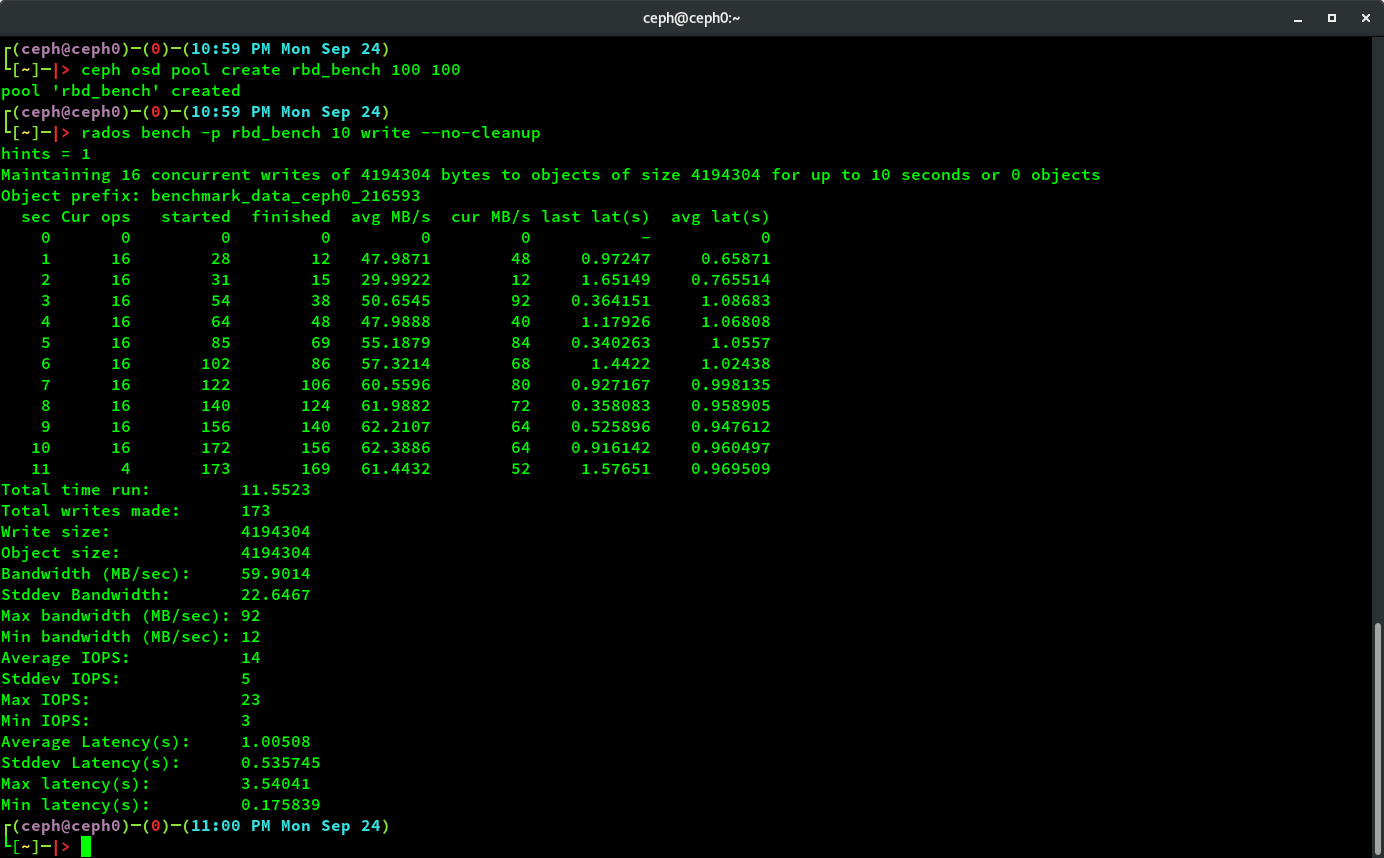 ceph@ceph0:~
┌(ceph@ceph0)─(0)─(10:59 PM Mon Sep 24)
└[~]─|> ceph osd pool create rbd_bench 100 100
pool 'rbd_bench' created
┌(ceph@ceph0)─(0)─(10:59 PM Mon Sep 24)
└[~]─|> rados bench -p rbd_bench 10 write --no-cleanup
hints = 1
Maintaining 16 concurrent writes of 4194304 bytes to objects of size 4194304 for up to 10 seconds or 0 objects
Object prefix: benchmark_data_ceph0_216593
  sec Cur ops   started  finished  avg MB/s  cur MB/s last lat(s)  avg lat(s)
    0       0         0         0         0         0           -           0
    1      16        28        12   47.9871        48     0.97247     0.65871
    2      16        31        15   29.9922        12     1.65149    0.765514
    3      16        54        38   50.6545        92    0.364151     1.08683
    4      16        64        48   47.9888        40     1.17926     1.06808
    5      16        85        69   55.1879        84    0.340263      1.0557
    6      16       102        86   57.3214        68      1.4422     1.02438
    7      16       122       106   60.5596        80    0.927167    0.998135
    8      16       140       124   61.9882        72    0.358083    0.958905
    9      16       156       140   62.2107        64    0.525896    0.947612
   10      16       172       156   62.3886        64    0.916142    0.960497
   11       4       173       169   61.4432        52     1.57651    0.969509
Total time run:         11.5523
Total writes made:      173
Write size:             4194304
Object size:            4194304
Bandwidth (MB/sec):     59.9014
Stddev Bandwidth:       22.6467
Max bandwidth (MB/sec): 92
Min bandwidth (MB/sec): 12
Average IOPS:           14
Stddev IOPS:            5
Max IOPS:               23
Min IOPS:               3
Average Latency(s):     1.00508
Stddev Latency(s):      0.535745
Max latency(s):         3.54041
Min latency(s):         0.175839
┌(ceph@ceph0)─(0)─(11:00 PM Mon Sep 24)
└[~]─|>